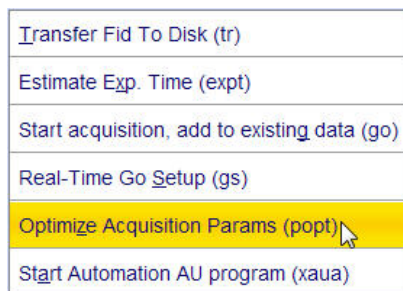 Transfer Fid To Disk (tr)
Estimate Exp. Time (expt)
Start acquisition, add to existing data (go)
Real-Time Go Setup (gs)
Optimize Acquisition Params (popt)
Start Automation AU program (xaua)